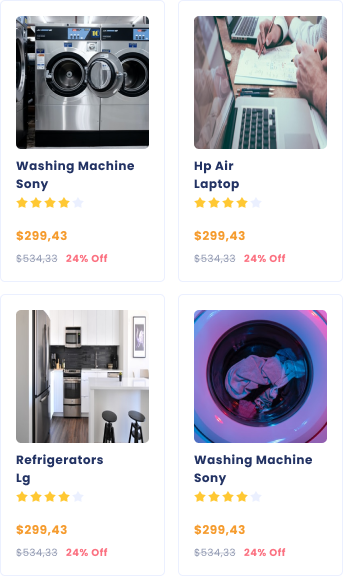 Washing Machine
Sony
$299,43
$534,33 24% Off
Hp Air
Laptop
$299,43
$534,33 24% Off
Refrigerators
Lg
$299,43
$534,33 24% Off
Washing Machine
Sony
$299,43
$534,33 24% Off